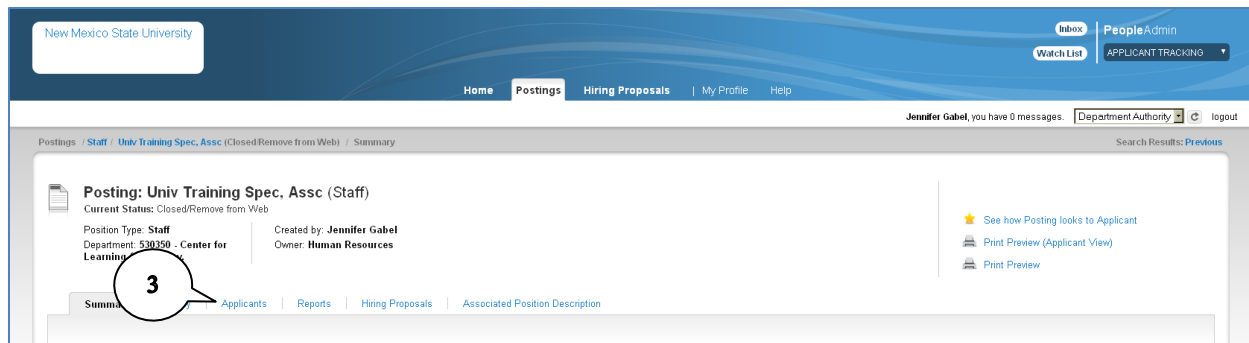 New Mexico State University
Inbox
PeopleAdmin
Watch List
APPLICANT TRACKING
Home Postings Hiring Proposals | My Profile Help
Jennifer Gabel, you have 0 messages. Department Authority logout
Postings / Staff / Univ Training Spec, Assc (Closed/Remove from Web) / Summary
Search Results: Previous
Posting: Univ Training Spec, Assc (Staff)
Current Status: Closed/Remove from Web
Position Type: Staff
Department: 530350 - Center for
Learning
Created by: Jennifer Gabel
Owner: Human Resources
See how Posting looks to Applicant
Print Preview (Applicant View)
Print Preview
3
Applicants Reports Hiring Proposals Associated Position Description